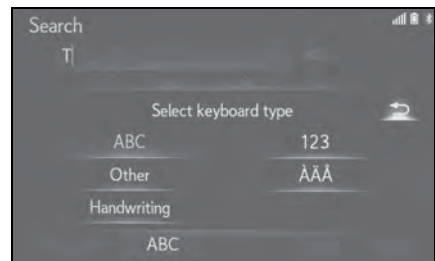 Search
T
Select keyboard type
ABC 123
Other ÀÄÅ
Handwriting
ABC